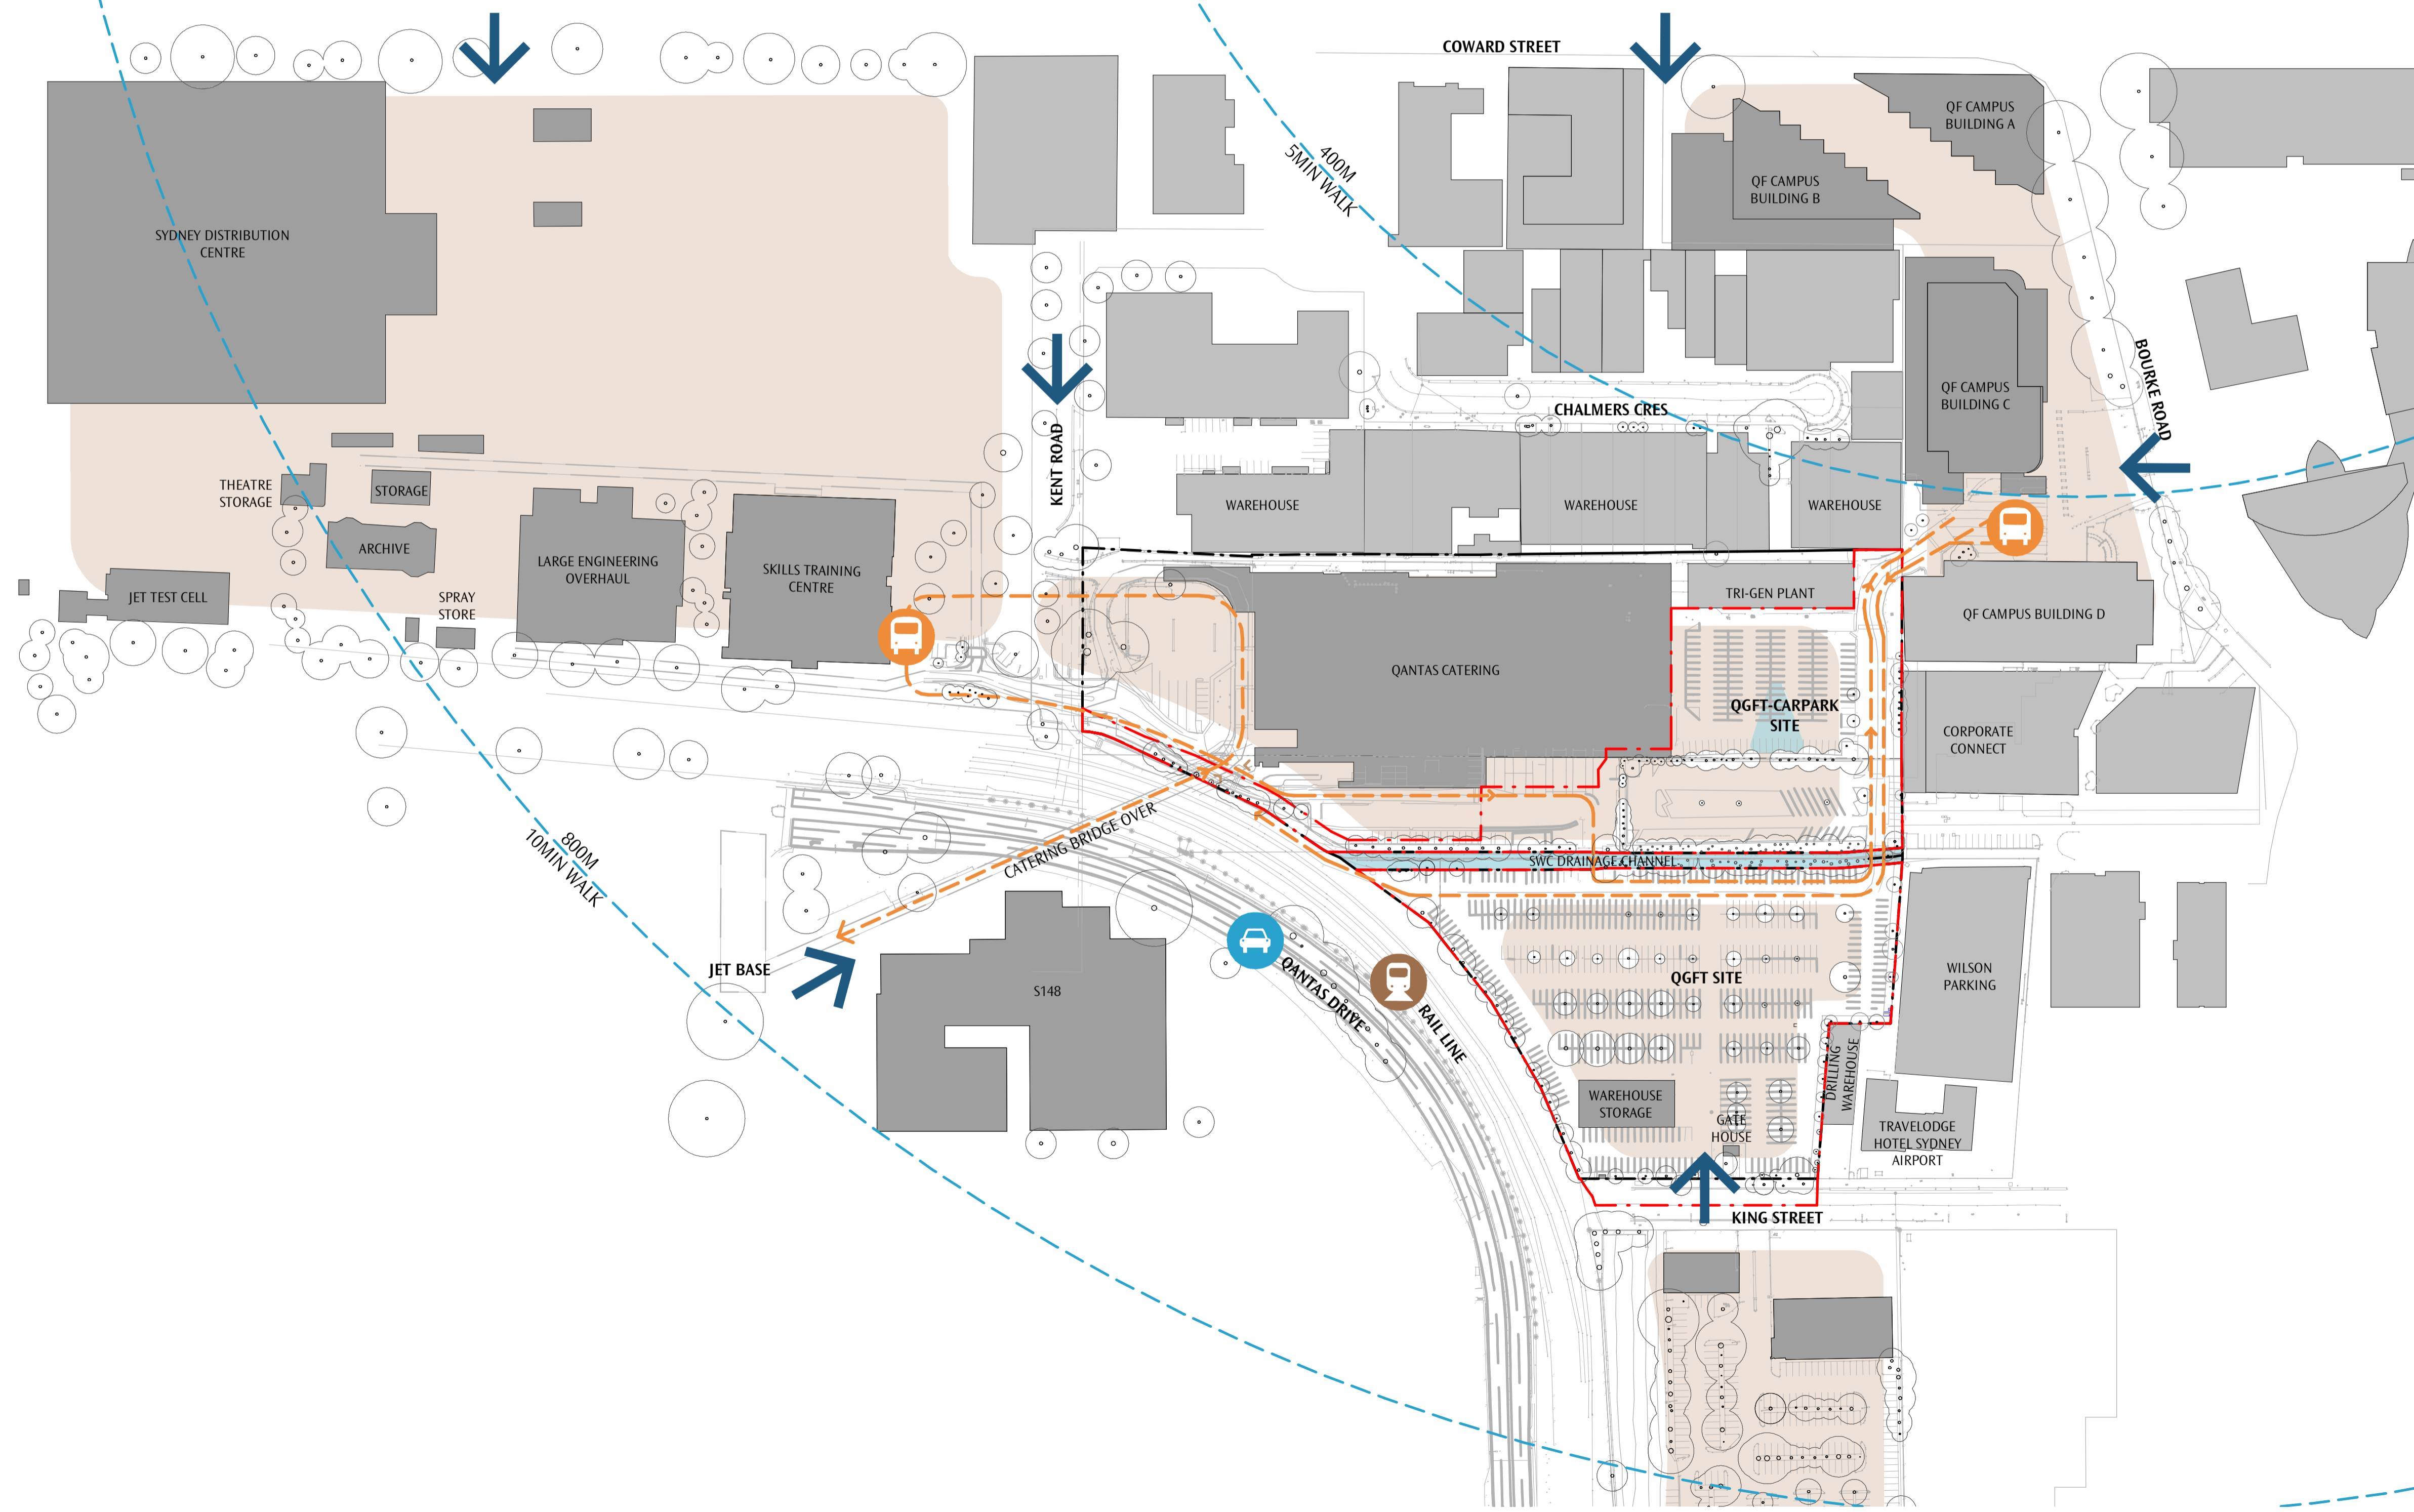 COWARD STREET
QF CAMPUS
BUILDING A
400M
5MIN WALK
QF CAMPUS
BUILDING B
SYDNEY DISTRIBUTION
CENTRE
BOURKE ROAD
QF CAMPUS
BUILDING C
CHALMERS CRES
KENT ROAD
THEATRE
STORAGE
STORAGE
WAREHOUSE
WAREHOUSE
WAREHOUSE
ARCHIVE
LARGE ENGINEERING
OVERHAUL
SKILLS TRAINING
CENTRE
JET TEST CELL
SPRAY
STORE
TRI-GEN PLANT
QF CAMPUS BUILDING D
QANTAS CATERING
QGFT-CARPARK
SITE
CORPORATE
CONNECT
CATERING BRIDGE OVER
800M
10MIN WALK
SWC DRAINAGE CHANNEL
JET BASE
S148
QANTAS DRIVE
RAIL LINE
QGFT SITE
WILSON
PARKING
DRILLING
WAREHOUSE
WAREHOUSE
STORAGE
GATE
HOUSE
TRAVELODGE
HOTEL SYDNEY
AIRPORT
KING STREET